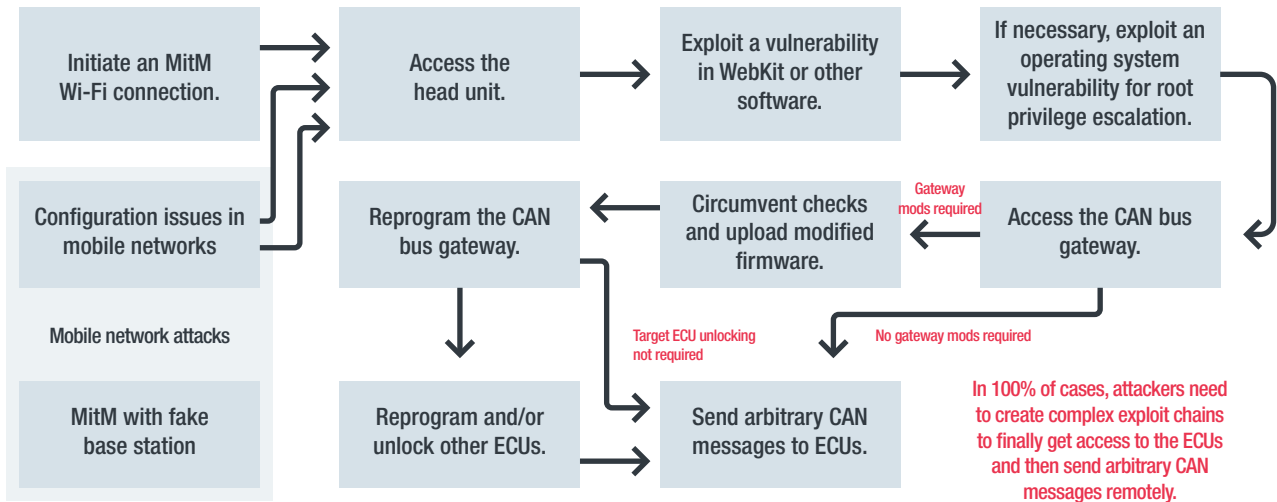 Initiate an MitM
Wi-Fi connection.
Access the
head unit.
Exploit a vulnerability
in WebKit or other
software.
If necessary, exploit an
operating system
vulnerability for root
privilege escalation.
Configuration issues in
mobile networks
Reprogram the CAN
bus gateway.
Circumvent checks
and upload modified
firmware.
Gateway
mods required
Access the CAN bus
gateway.
Mobile network attacks
Target ECU unlocking
not required
No gateway mods required
MitM with fake
base station
Reprogram and/or
unlock other ECUs.
Send arbitrary CAN
messages to ECUs.
In 100% of cases, attackers need
to create complex exploit chains
to finally get access to the ECUs
and then send arbitrary CAN
messages remotely.